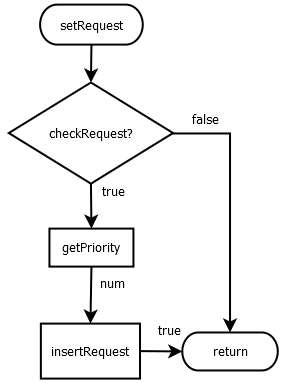 setRequest
checkRequest?
false
true
getPriority
num
insertRequest
true
return